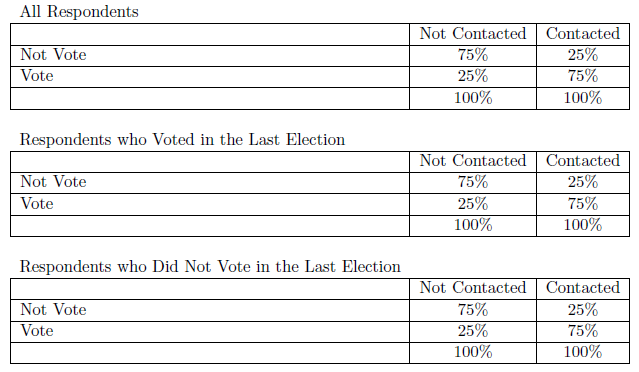 All Respondents
Not Contacted Contacted
Not Vote 75% 25%
Vote 25% 75%
100% 100%
Respondents who Voted in the Last Election
Not Contacted Contacted
Not Vote 75% 25%
Vote 25% 75%
100% 100%
Respondents who Did Not Vote in the Last Election
Not Contacted Contacted
Not Vote 75% 25%
Vote 25% 75%
100% 100%